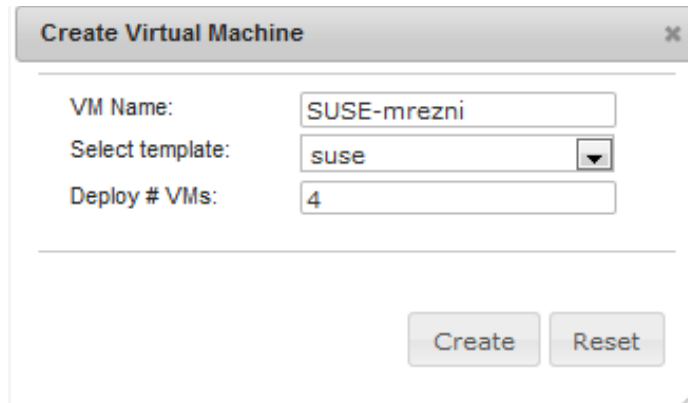 Create Virtual Machine
VM Name: SUSE-mrezni
Select template: suse
Deploy # VMs: 4
Create Reset